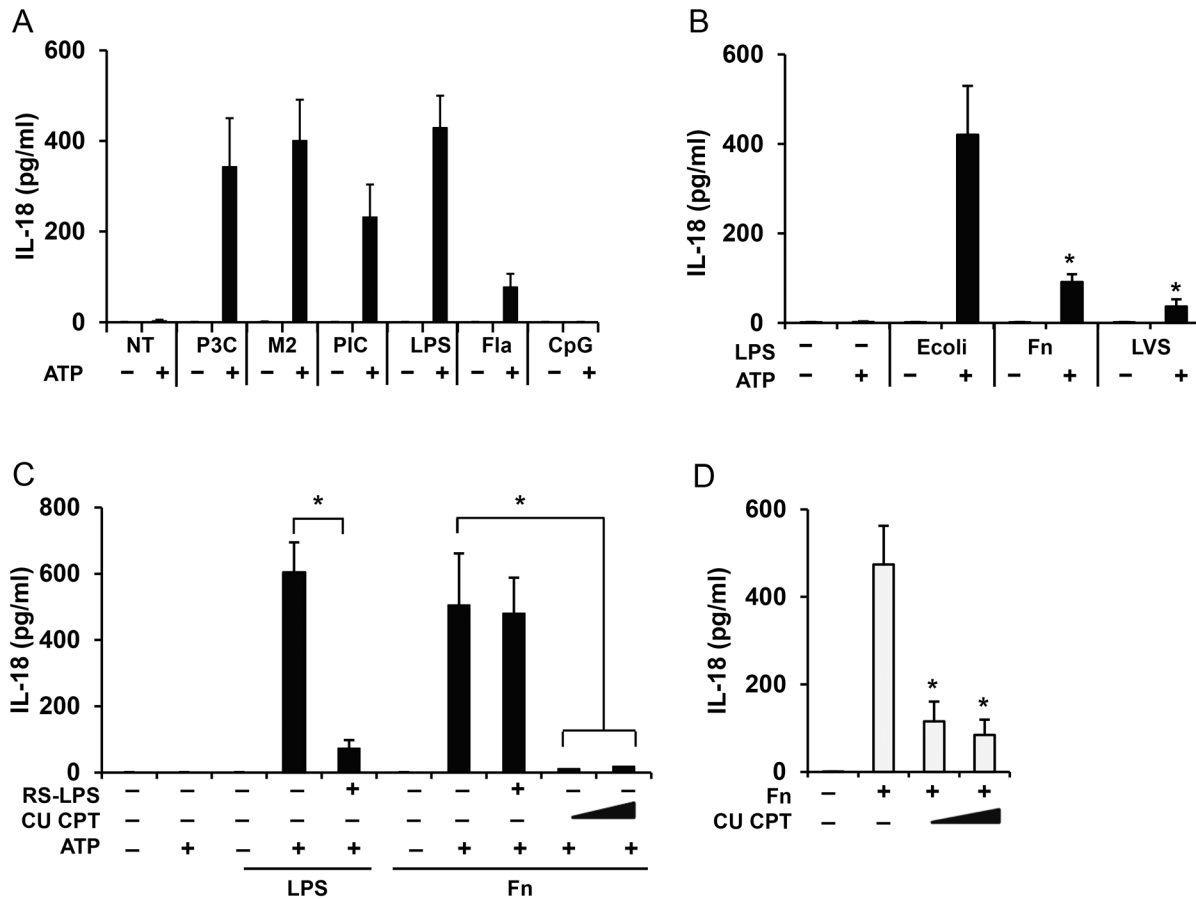 A
IL-18 (pg/ml)
600
400
200
0
NT P3C M2 PIC LPS Fla CpG
ATP – + – + – + – + – + – + – +
B
IL-18 (pg/ml)
600
400
200
0
* *
LPS – – Ecoli Fn LVS
ATP – + – + – + – +
C
IL-18 (pg/ml)
800
600
400
200
0
* *
RS-LPS – – – – + – – + – –
CU CPT – – – – – – – –
ATP – + – + + – + + + +
LPS Fn
D
IL-18 (pg/ml)
600
400
200
0
* *
Fn – + + +
CU CPT – –